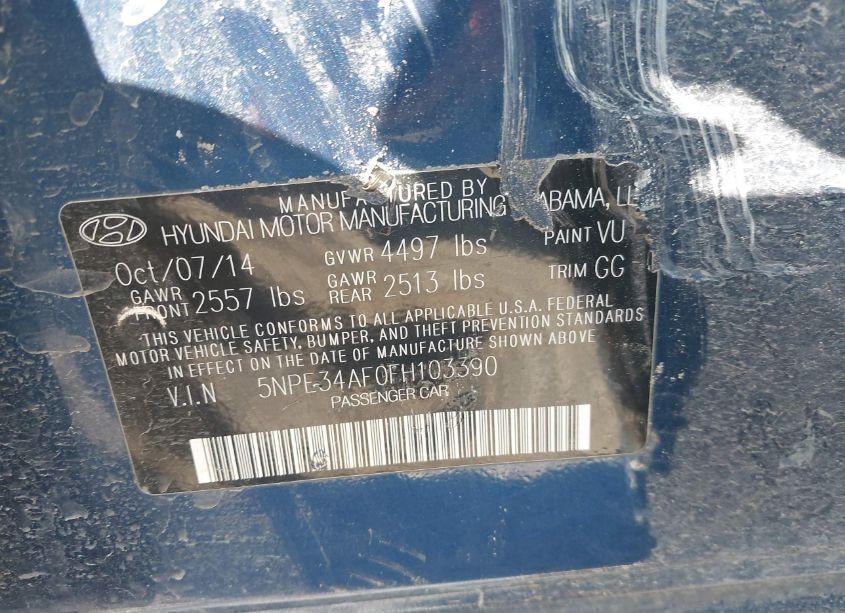 MANUFACTURED BY
HYUNDAI MOTOR MANUFACTURING ABAMA, LL
Oct/07/14 GVWR 4497 lbs PAINT VU
GAWR FRONT 2557 lbs GAWR REAR 2513 lbs TRIM GG
THIS VEHICLE CONFORMS TO ALL APPLICABLE U.S.A. FEDERAL
MOTOR VEHICLE SAFETY, BUMPER, AND THEFT PREVENTION STANDARDS
IN EFFECT ON THE DATE OF MANUFACTURE SHOWN ABOVE
V.I.N 5NPE34AF0FH103390
PASSENGER CAR